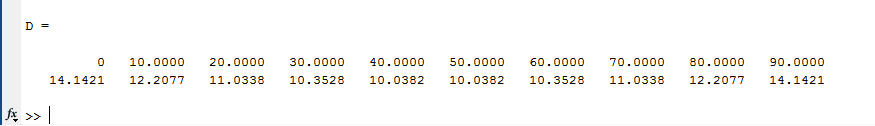 D =
0 10.0000 20.0000 30.0000 40.0000 50.0000 60.0000 70.0000 80.0000 90.0000
14.1421 12.2077 11.0338 10.3528 10.0382 10.0382 10.3528 11.0338 12.2077 14.1421
fx >>